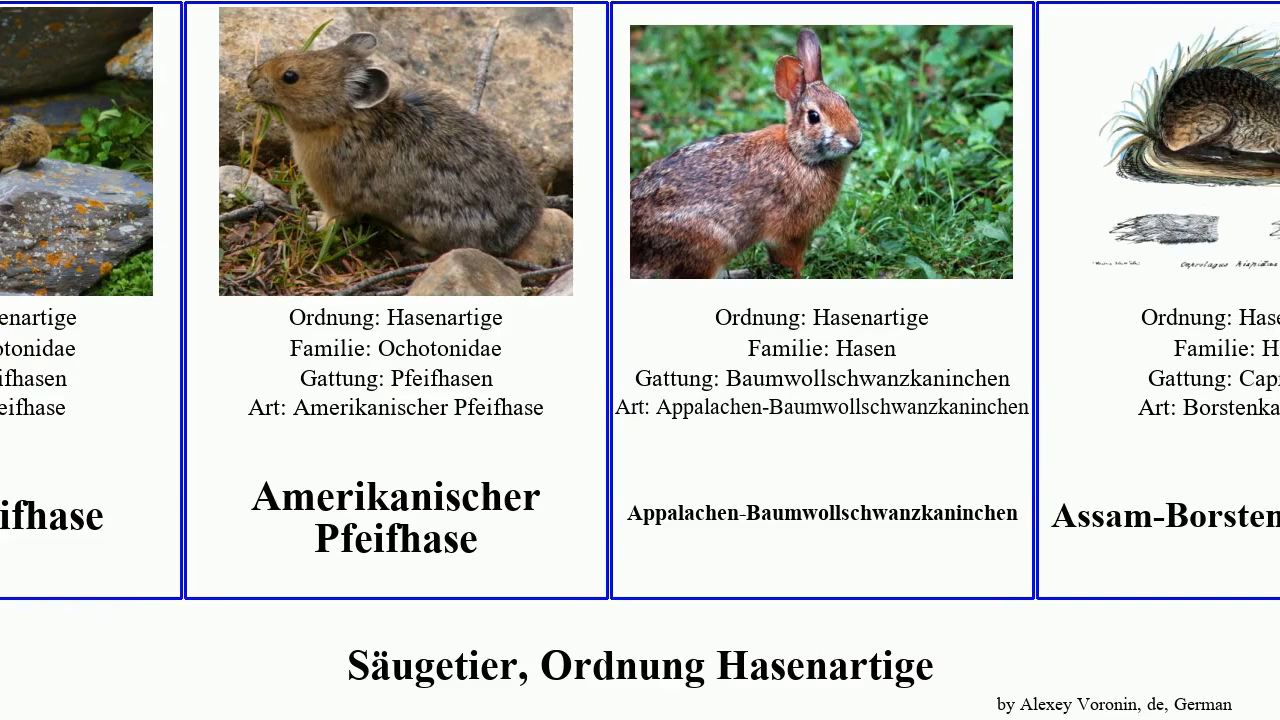 enartige
otonidae
ifhasen
eifhase
ifhase
Ordnung: Hasenartige
Familie: Ochotonidae
Gattung: Pfeifhasen
Art: Amerikanischer Pfeifhase
Amerikanischer
Pfeifhase
Ordnung: Hasenartige
Familie: Hasen
Gattung: Baumwollschwanzkaninchen
Art: Appalachen-Baumwollschwanzkaninchen
Appalachen-Baumwollschwanzkaninchen
Caprolagus hispidus
Ordnung: Hase
Familie: H
Gattung: Cap
Art: Borstenka
Assam-Borsten
Säugetier, Ordnung Hasenartige
by Alexey Voronin, de, German